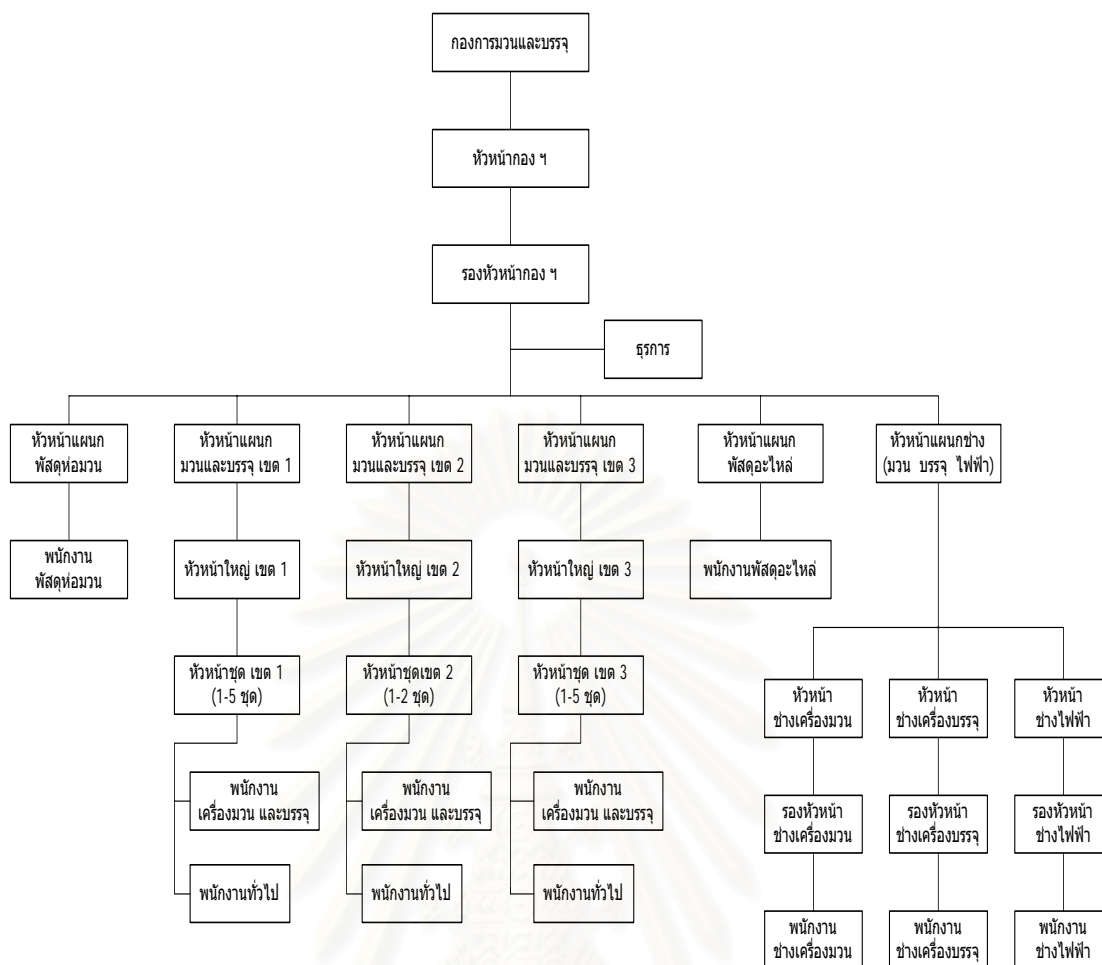 กองการมวนและบรรจุ
หัวหน้ากอง ฯ
รองหัวหน้ากอง ฯ
ธุรการ
หัวหน้าแผนก
พัสดุห่อมวน
หัวหน้าแผนก
มวนและบรรจุ เขต 1
หัวหน้าแผนก
มวนและบรรจุ เขต 2
หัวหน้าแผนก
มวนและบรรจุ เขต 3
หัวหน้าแผนก
พัสดุอะไหล่
หัวหน้าแผนกช่าง
(มวน บรรจุ ไฟฟ้า)
พนักงาน
พัสดุห่อมวน
หัวหน้าใหญ่ เขต 1
หัวหน้าใหญ่ เขต 2
หัวหน้าใหญ่ เขต 3
พนักงานพัสดุอะไหล่
หัวหน้าชุด เขต 1
(1-5 ชุด)
หัวหน้าชุดเขต 2
(1-2 ชุด)
หัวหน้าชุด เขต 3
(1-5 ชุด)
หัวหน้า
ช่างเครื่องมวน
หัวหน้า
ช่างเครื่องบรรจุ
หัวหน้า
ช่างไฟฟ้า
พนักงาน
เครื่องมวน และบรรจุ
พนักงาน
เครื่องมวน และบรรจุ
พนักงาน
เครื่องมวน และบรรจุ
รองหัวหน้า
ช่างเครื่องมวน
รองหัวหน้า
ช่างเครื่องบรรจุ
รองหัวหน้า
ช่างไฟฟ้า
พนักงานทั่วไป
พนักงานทั่วไป
พนักงานทั่วไป
พนักงาน
ช่างเครื่องมวน
พนักงาน
ช่างเครื่องบรรจุ
พนักงาน
ช่างไฟฟ้า